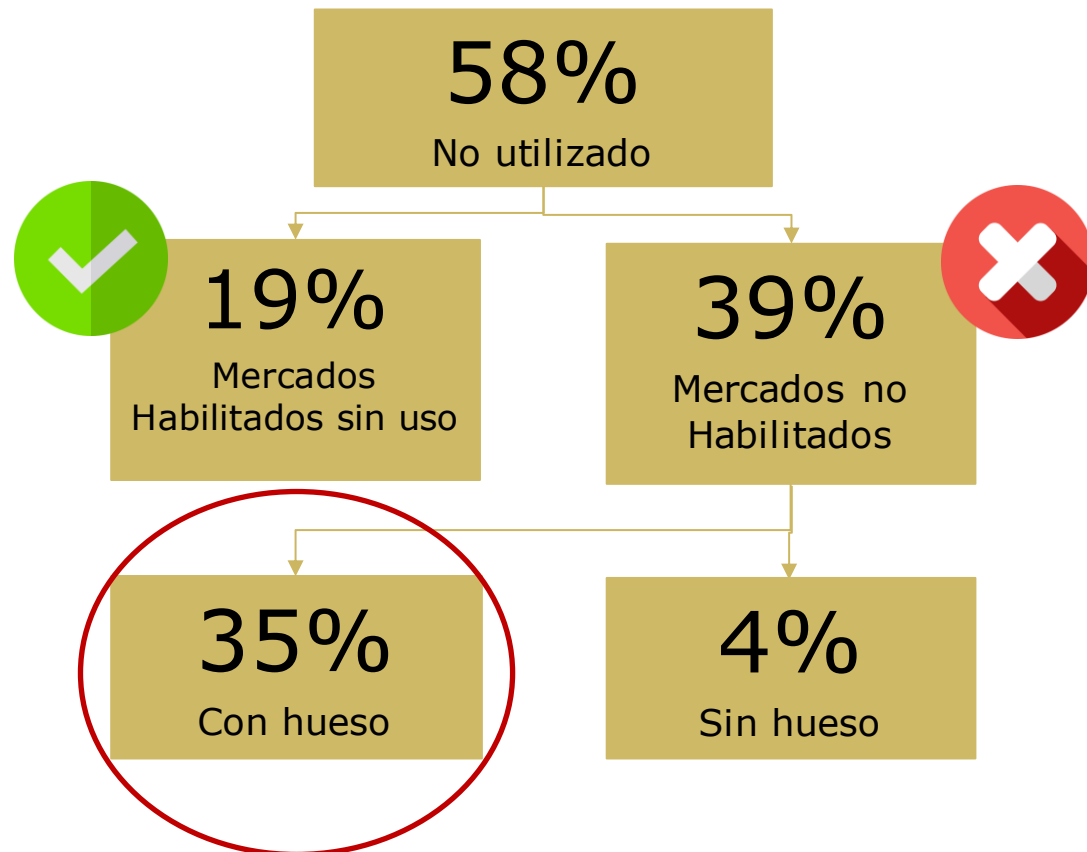 58%
No utilizado
19%
Mercados
Habilitados sin uso
39%
Mercados no
Habilitados
35%
Con hueso
4%
Sin hueso